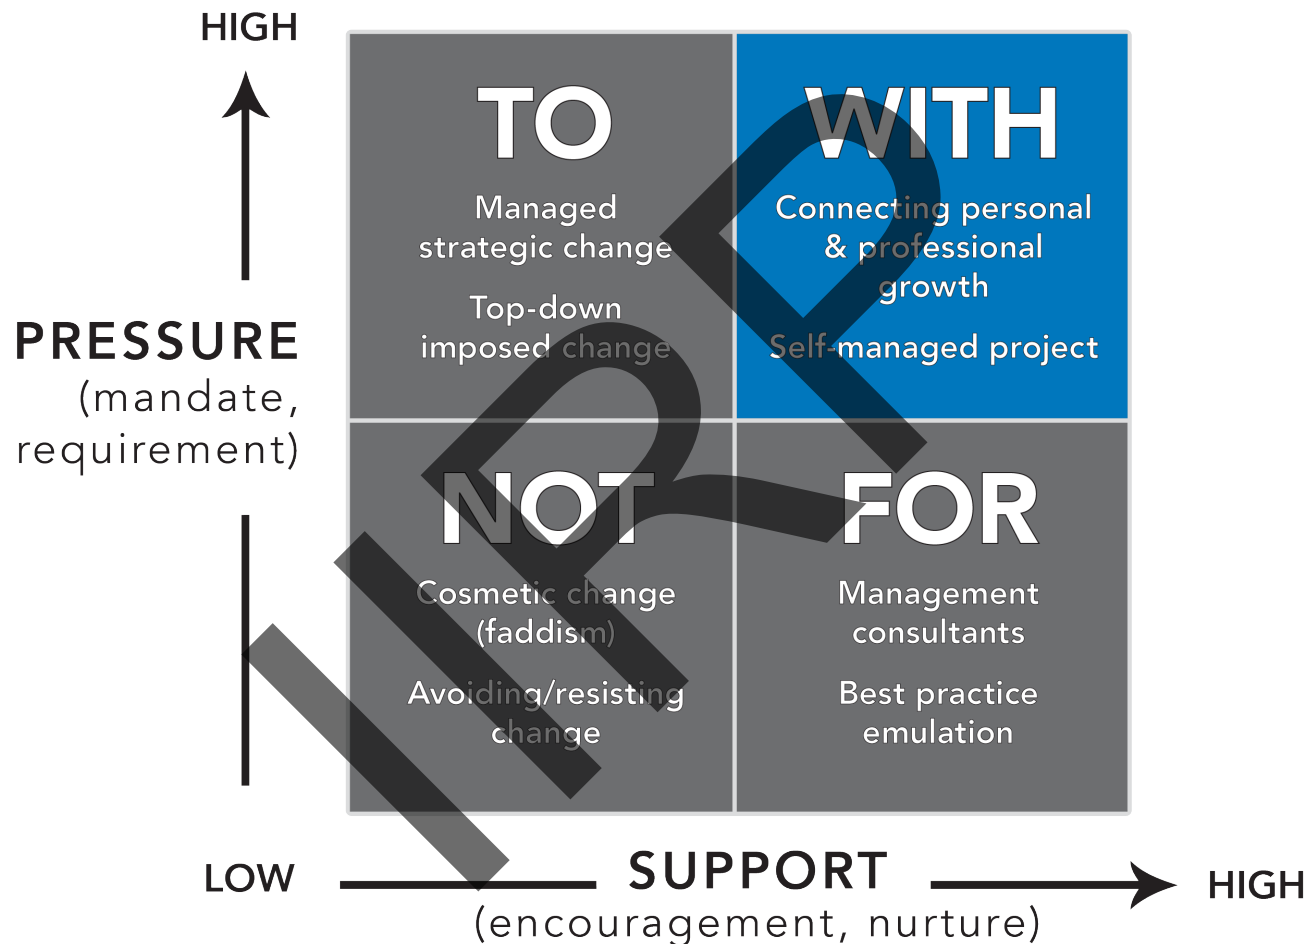 HIGH
TO
Managed
strategic change
Top-down
imposed change
WITH
Connecting personal
& professional
growth
Self-managed project
PRESSURE
(mandate,
requirement)
NOT
Cosmetic change
(faddism)
Avoiding/resisting
change
FOR
Management
consultants
Best practice
emulation
LOW
SUPPORT
(encouragement, nurture)
HIGH
IIRP